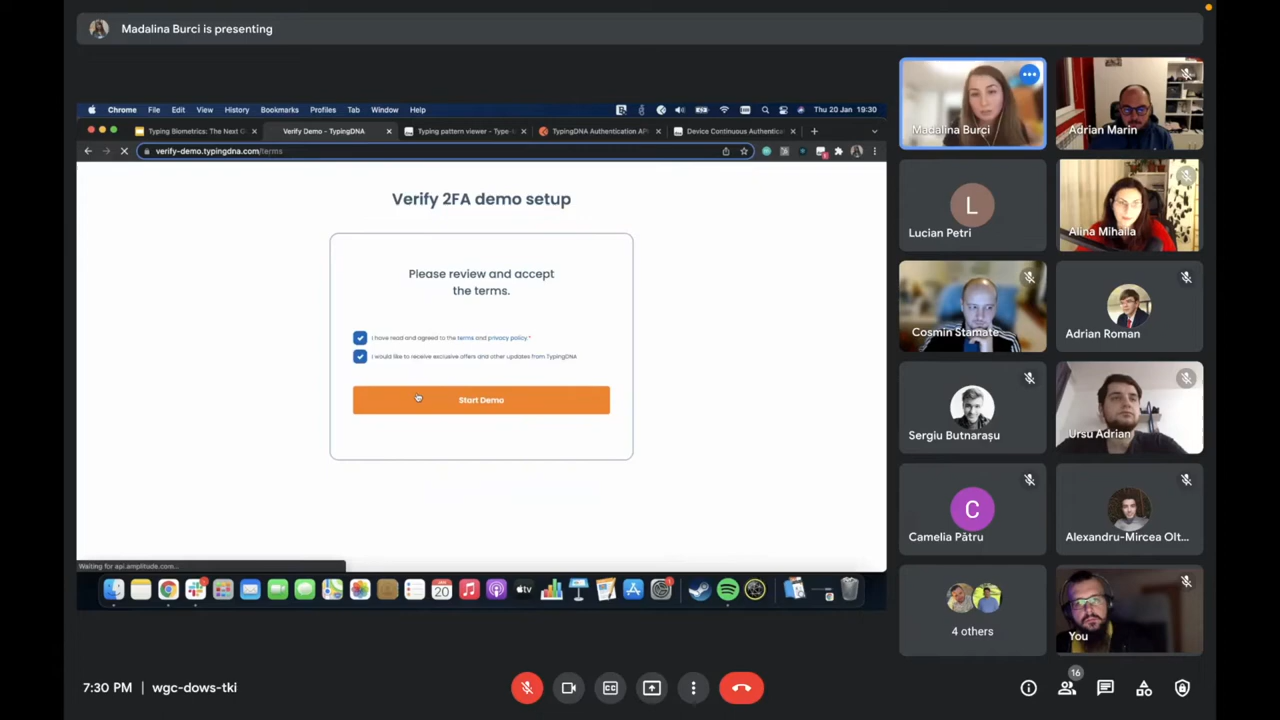 Madalina Burci is presenting
Chrome File Edit View History Bookmarks Profiles Tab Window Help Thu 20 Jan 19:30
Typing Biometrics: The Next G
Verify Demo - TypingDNA
Typing pattern viewer - Type-
TypingDNA Authentication AP
Device Continuous Authentica
verify-demo.typingdna.com/terms
Verify 2FA demo setup
Please review and accept
the terms.
I have read and agreed to the terms and privacy policy.*
I would like to receive exclusive offers and other updates from TypingDNA
Start Demo
Waiting for api.amplitude.com...
JAN
20
tv
Madalina Burci
Adrian Marin
L
Lucian Petri
Alina Mihaila
Cosmin Stamate
Adrian Roman
Sergiu Butnarașu
Ursu Adrian
C
Camelia Pătru
Alexandru-Mircea Olt...
4 others
You
7:30 PM wgc-dows-tki
CC
16